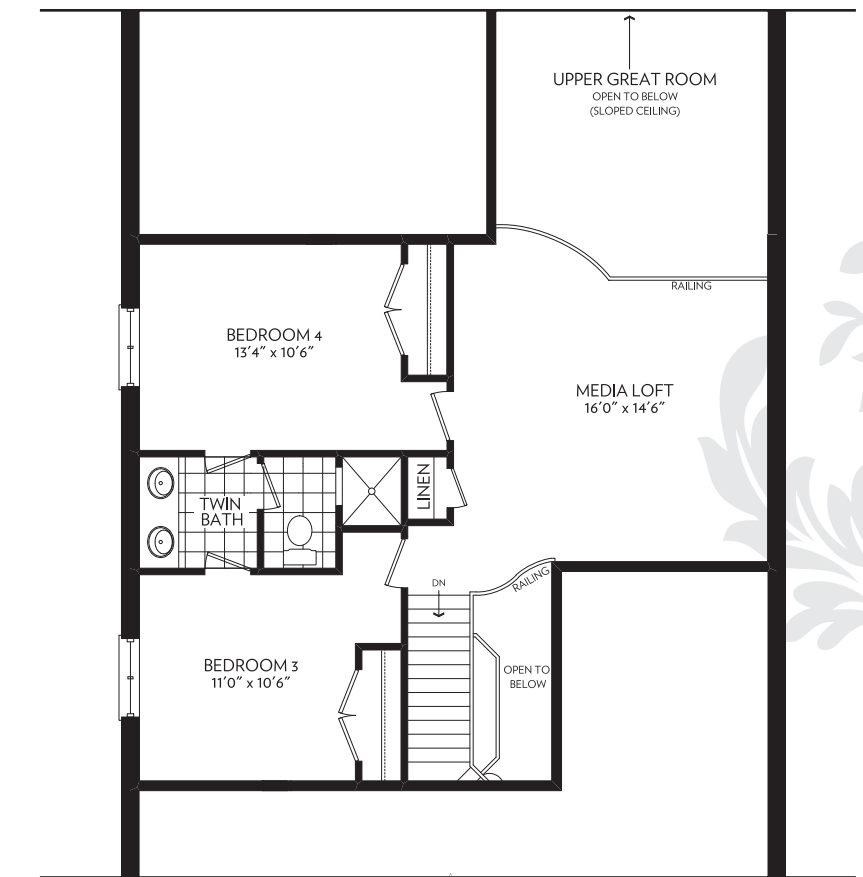 UPPER GREAT ROOM
OPEN TO BELOW
(SLOPED CEILING)
RAILING
BEDROOM 4
13'4" x 10'6"
MEDIA LOFT
16'0" x 14'6"
LINEN
TWIN
BATH
DN
RAILING
BEDROOM 3
11'0" x 10'6"
OPEN TO
BELOW